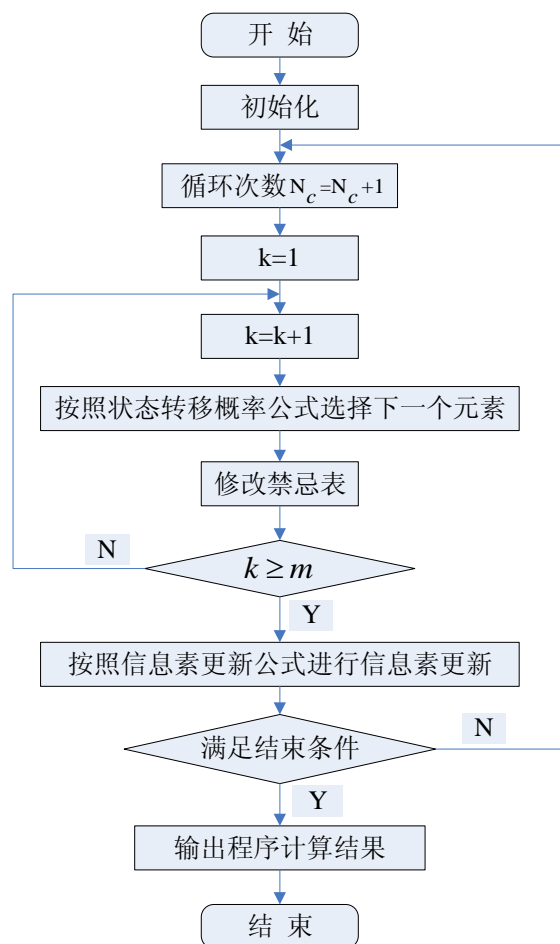 开 始
初始化
循环次数N_c=N_c+1
k=1
k=k+1
按照状态转移概率公式选择下一个元素
修改禁忌表
N
k ≥ m
Y
按照信息素更新公式进行信息素更新
满足结束条件
N
Y
输出程序计算结果
结 束